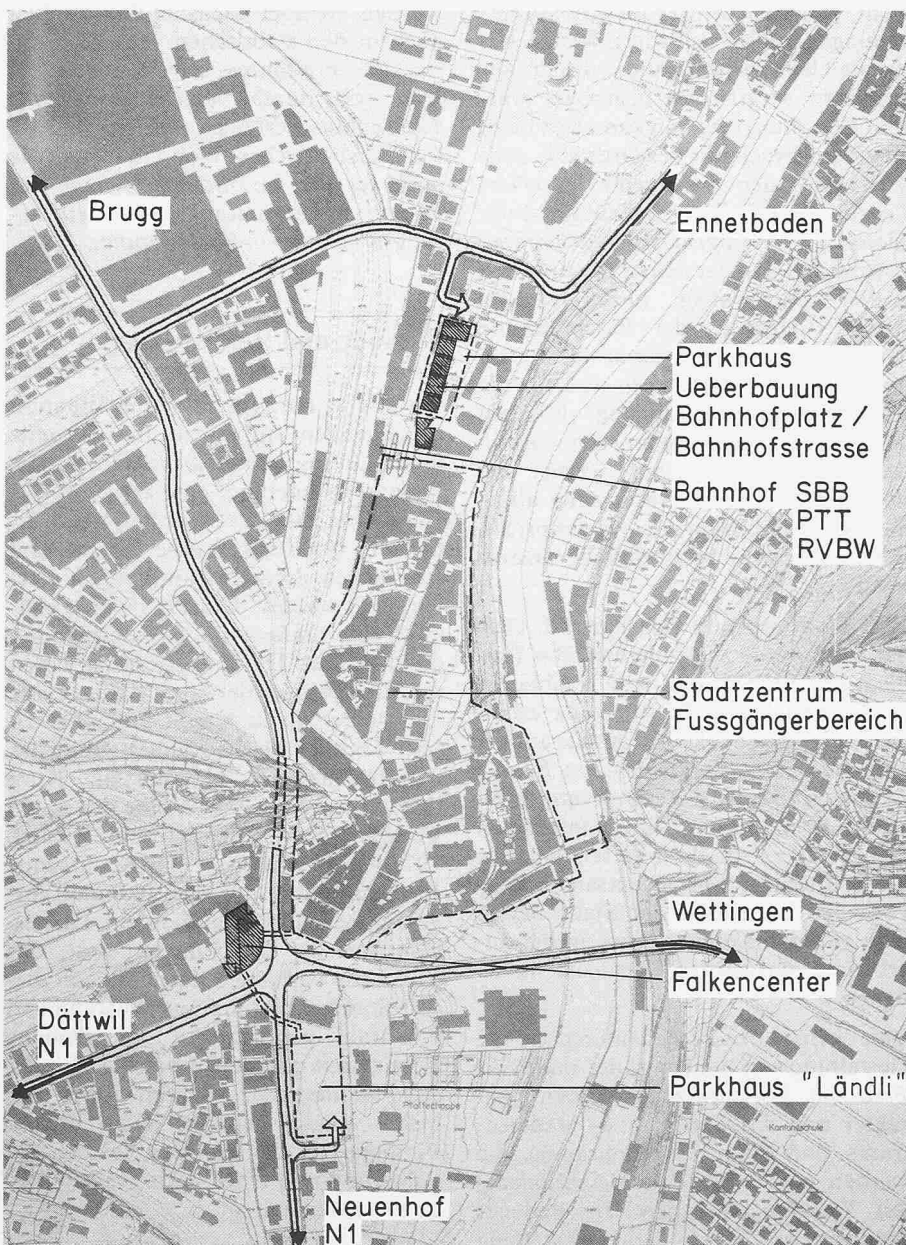 Brugg
Ennetbaden
Parkhaus
Ueberbauung
Bahnhofplatz /
Bahnhofstrasse
Bahnhof SBB
PTT
RVBW
Stadtzentrum
Fussgängerbereich
Wettingen
Falkencenter
Dättwil
N1
Parkhaus "Ländli"
Kantonsschule
Neuenhof
N1